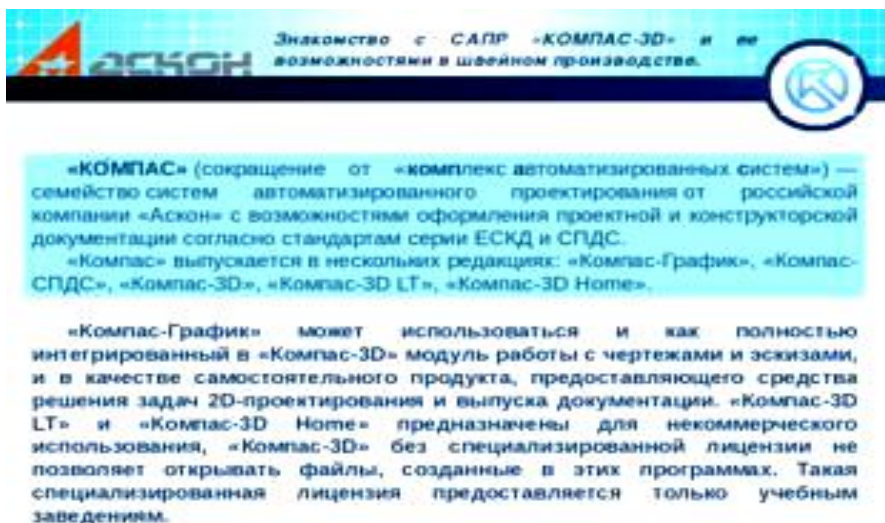 Знакомство с САПР «КОМПАС-3D» и ее
возможностями в швейном производстве.
АСКОН
«КОМПАС» (сокращение от «комплекс автоматизированных систем») —
семейство систем автоматизированного проектирования от российской
компании «Аскон» с возможностями оформления проектной и конструкторской
документации согласно стандартам серии ЕСКД и СПДС.
«Компас» выпускается в нескольких редакциях: «Компас-График», «Компас-
СПДС», «Компас-3D», «Компас-3D LT», «Компас-3D Home».
«Компас-График» может использоваться и как полностью
интегрированный в «Компас-3D» модуль работы с чертежами и эскизами,
и в качестве самостоятельного продукта, предоставляющего средства
решения задач 2D-проектирования и выпуска документации. «Компас-3D
LT» и «Компас-3D Home» предназначены для некоммерческого
использования, «Компас-3D» без специализированной лицензии не
позволяет открывать файлы, созданные в этих программах. Такая
специализированная лицензия предоставляется только учебным
заведениям.